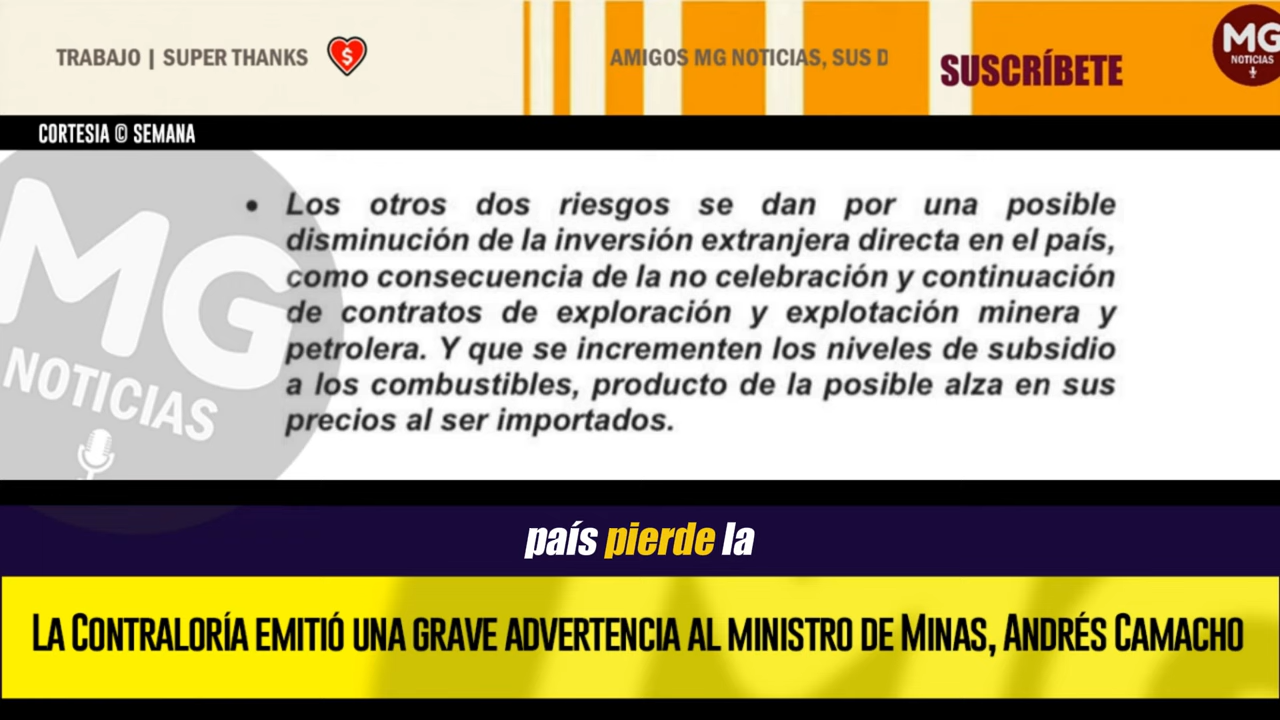 TRABAJO | SUPER THANKS
AMIGOS MG NOTICIAS, SUS D
SUSCRÍBETE
MG
NOTICIAS
CORTESIA © SEMANA
MG
NOTICIAS
• Los otros dos riesgos se dan por una posible
disminución de la inversión extranjera directa en el país,
como consecuencia de la no celebración y continuación
de contratos de exploración y explotación minera y
petrolera. Y que se incrementen los niveles de subsidio
a los combustibles, producto de la posible alza en sus
precios al ser importados.
país pierde la
LA CONTRALORÍA EMITIÓ UNA GRAVE ADVERTENCIA AL MINISTRO DE MINAS, ANDRÉS CAMACHO